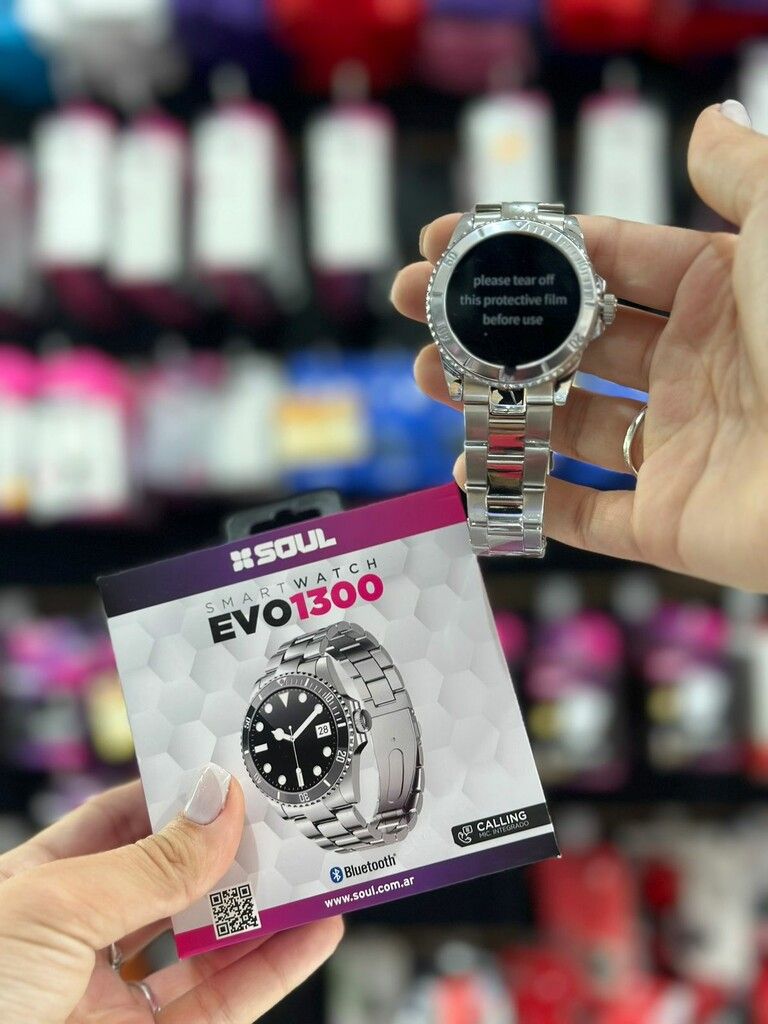 please tear off
this protective film
before use
SOUL
SMARTWATCH
EVO1300
28
CALLING
MIC INTEGRADO
Bluetooth®
www.soul.com.ar